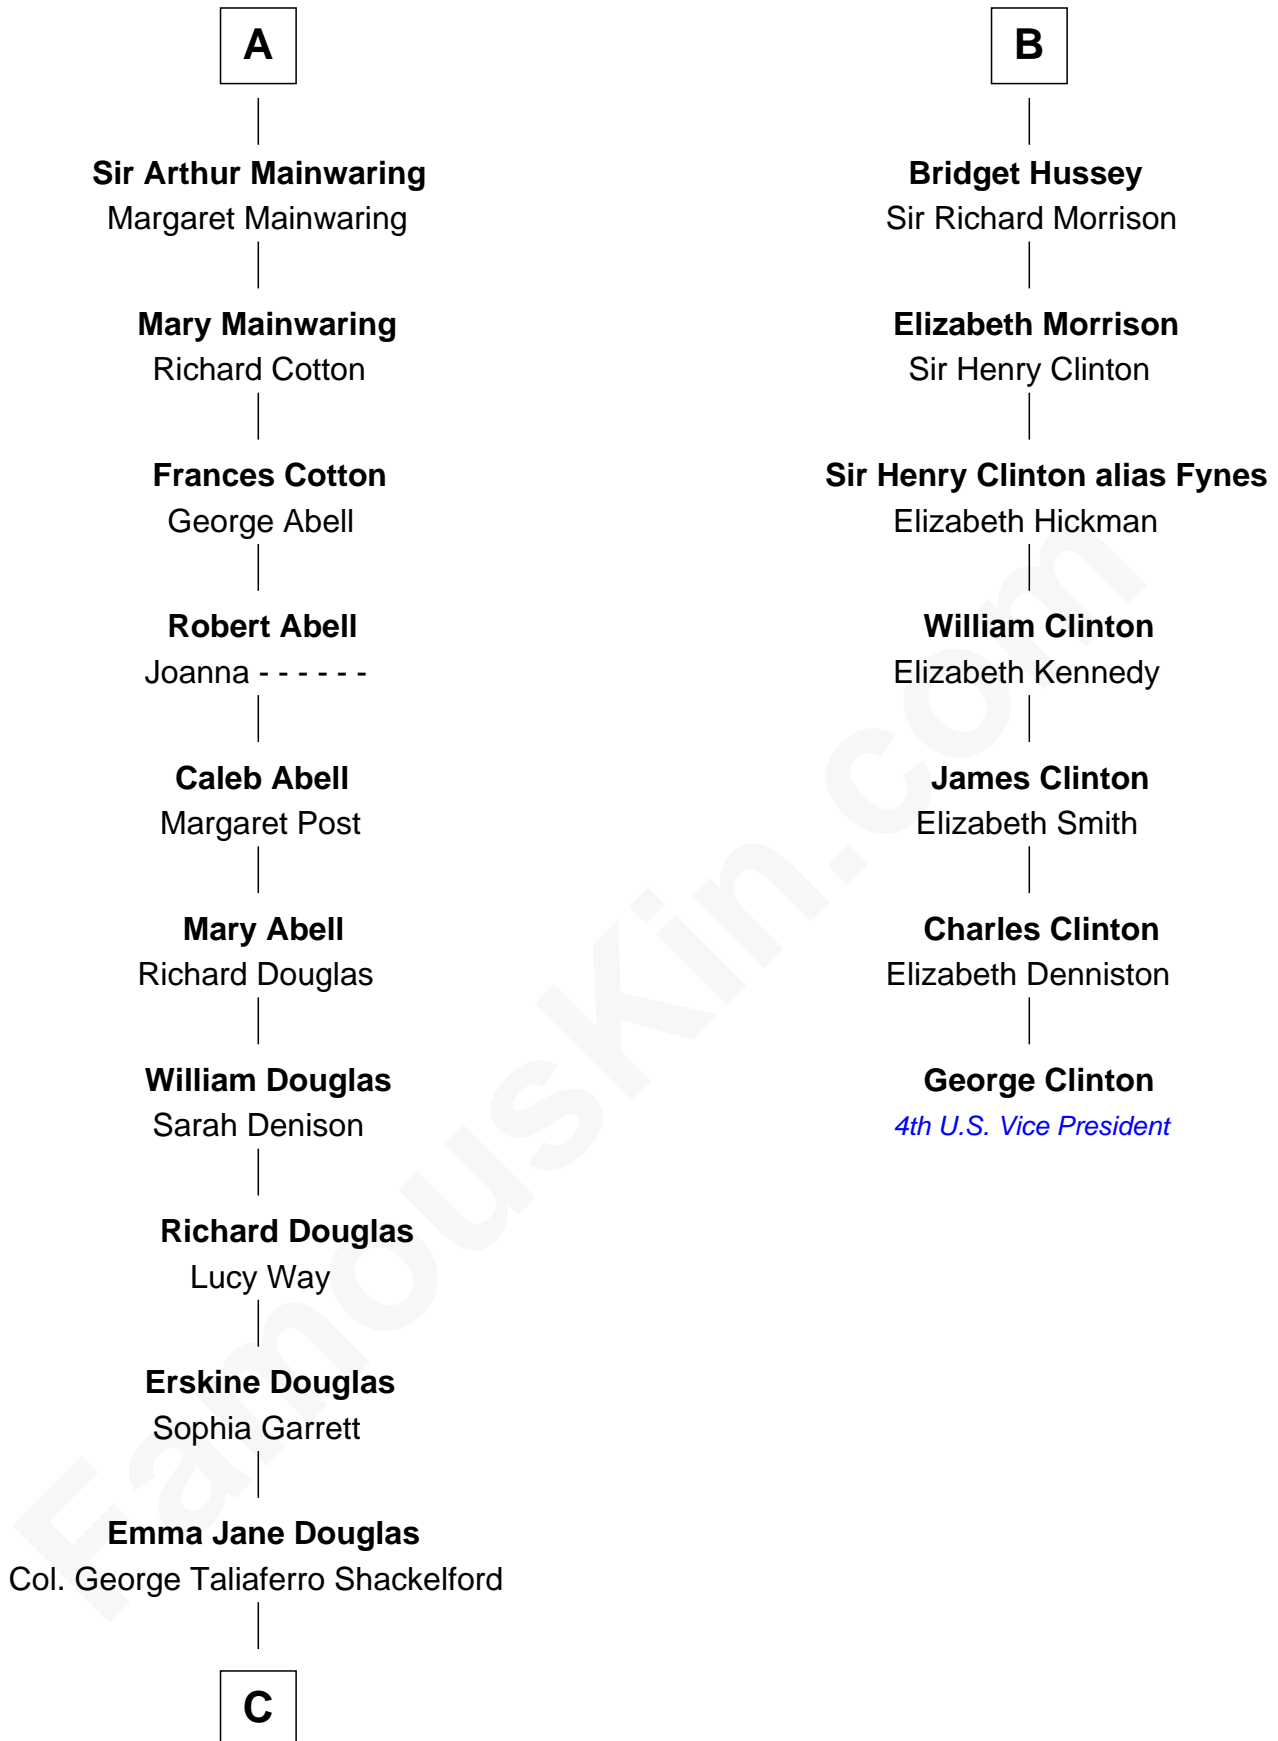 A
Sir Arthur Mainwaring
Margaret Mainwaring
Mary Mainwaring
Richard Cotton
Frances Cotton
George Abell
Robert Abell
Joanna - - - - - -
Caleb Abell
Margaret Post
Mary Abell
Richard Douglas
William Douglas
Sarah Denison
Richard Douglas
Lucy Way
Erskine Douglas
Sophia Garrett
Emma Jane Douglas
Col. George Taliaferro Shackelford
C
B
Bridget Hussey
Sir Richard Morrison
Elizabeth Morrison
Sir Henry Clinton
Sir Henry Clinton alias Fynes
Elizabeth Hickman
William Clinton
Elizabeth Kennedy
James Clinton
Elizabeth Smith
Charles Clinton
Elizabeth Denniston
George Clinton
4th U.S. Vice President
FamousKin.com